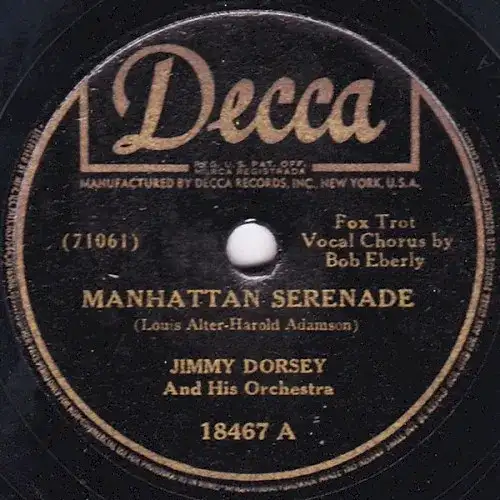 Decca
REG. U.S. PAT. OFF.
MARCA REGISTRADA
MANUFACTURED BY DECCA RECORDS, INC., NEW YORK, U.S.A.
(71061)
Fox Trot
Vocal Chorus by
Bob Eberly
MANHATTAN SERENADE
(Louis Alter-Harold Adamson)
JIMMY DORSEY
And His Orchestra
18467 A